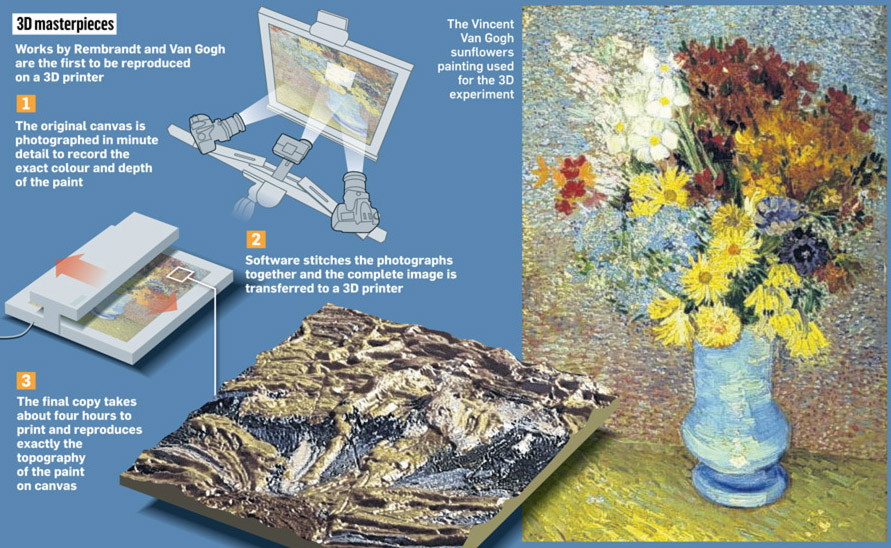 3D masterpieces
Works by Rembrandt and Van Gogh
are the first to be reproduced
on a 3D printer
1
The original canvas is
photographed in minute
detail to record the
exact colour and depth
of the paint
2
Software stitches the photographs
together and the complete image is
transferred to a 3D printer
3
The final copy takes
about four hours to
print and reproduces
exactly the
topography
of the paint
on canvas
The Vincent
Van Gogh
sunflowers
painting used
for the 3D
experiment